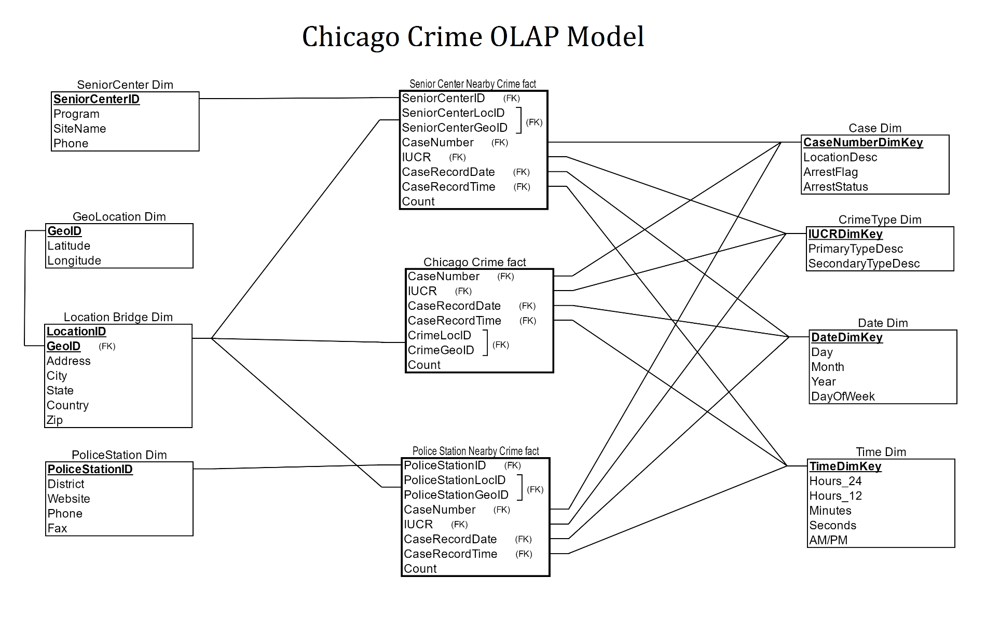 Chicago Crime OLAP Model
SeniorCenter Dim
SeniorCenterID
Program
SiteName
Phone
GeoLocation Dim
GeoID
Latitude
Longitude
Location Bridge Dim
LocationID
GeoID (FK)
Address
City
State
Country
Zip
PoliceStation Dim
PoliceStationID
District
Website
Phone
Fax
Senior Center Nearby Crime fact
SeniorCenterID (FK)
SeniorCenterLocID
SeniorCenterGeoID
(FK)
CaseNumber (FK)
IUCR (FK)
CaseRecordDate (FK)
CaseRecordTime (FK)
Count
Chicago Crime fact
CaseNumber (FK)
IUCR (FK)
CaseRecordDate (FK)
CaseRecordTime (FK)
CrimeLocID
CrimeGeoID
(FK)
Count
Police Station Nearby Crime fact
PoliceStationID (FK)
PoliceStationLocID
PoliceStationGeoID
(FK)
CaseNumber (FK)
IUCR (FK)
CaseRecordDate (FK)
CaseRecordTime (FK)
Count
Case Dim
CaseNumberDimKey
LocationDesc
ArrestFlag
ArrestStatus
CrimeType Dim
IUCRDimKey
PrimaryTypeDesc
SecondaryTypeDesc
Date Dim
DateDimKey
Day
Month
Year
DayOfWeek
Time Dim
TimeDimKey
Hours_24
Hours_12
Minutes
Seconds
AM/PM